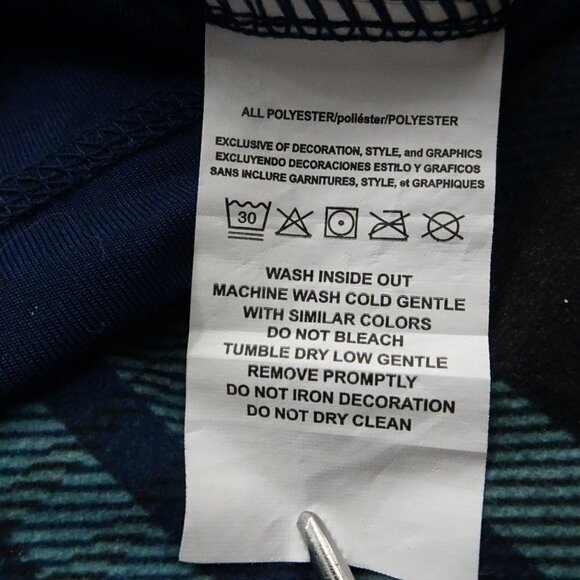 ALL POLYESTER/poliéster/POLYESTER
EXCLUSIVE OF DECORATION, STYLE, and GRAPHICS
EXCLUYENDO DECORACIONES ESTILO Y GRAFICOS
SANS INCLURE GARNITURES, STYLE, et GRAPHIQUES
30
WASH INSIDE OUT
MACHINE WASH COLD GENTLE
WITH SIMILAR COLORS
DO NOT BLEACH
TUMBLE DRY LOW GENTLE
REMOVE PROMPTLY
DO NOT IRON DECORATION
DO NOT DRY CLEAN